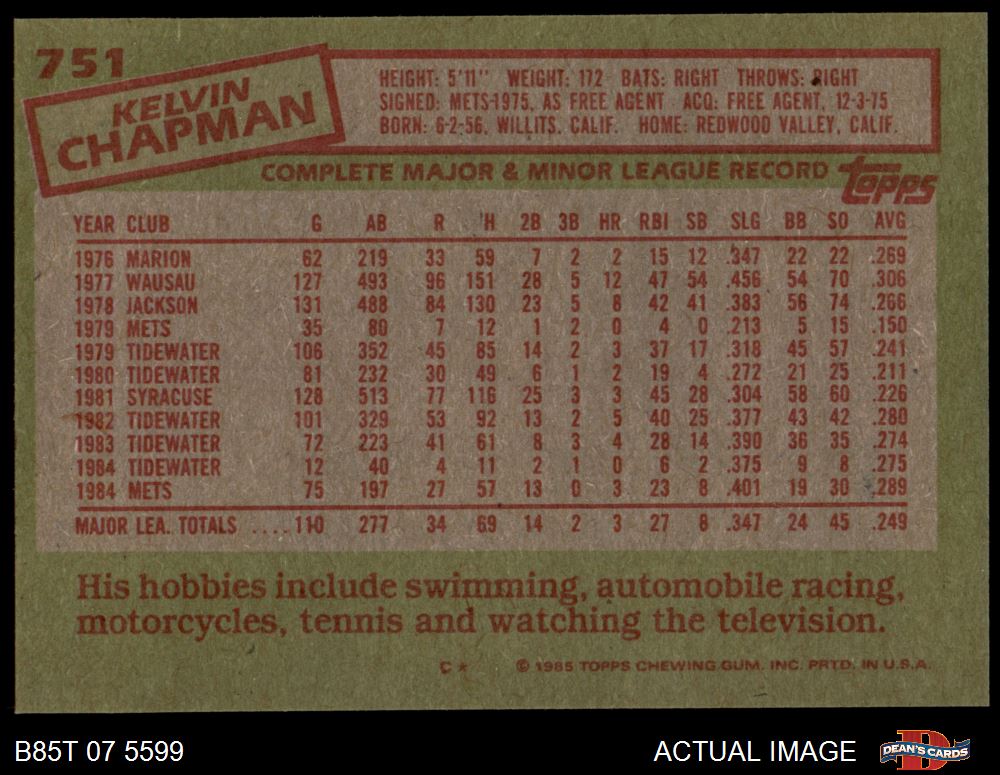 751
KELVIN
CHAPMAN
HEIGHT: 5'11" WEIGHT: 172 BATS: RIGHT THROWS: RIGHT
SIGNED: METS-1975, AS FREE AGENT ACQ: FREE AGENT, 12-3-75
BORN: 6-2-56, WILLITS, CALIF. HOME: REDWOOD VALLEY, CALIF.
COMPLETE MAJOR & MINOR LEAGUE RECORD topps
YEAR CLUB G AB R H 2B 3B HR RBI SB SLG BB SO AVG
1976 MARION 62 219 33 59 7 2 2 15 12 .347 22 22 .269
1977 WAUSAU 127 493 96 151 28 5 12 47 54 .456 54 70 .306
1978 JACKSON 131 488 84 130 23 5 8 42 41 .383 56 74 .266
1979 METS 35 80 7 12 1 2 0 4 0 .213 5 15 .150
1979 TIDEWATER 106 352 45 85 14 2 3 37 17 .318 45 57 .241
1980 TIDEWATER 81 232 30 49 6 1 2 19 4 .272 21 25 .211
1981 SYRACUSE 128 513 77 116 25 3 3 45 28 .304 58 60 .226
1982 TIDEWATER 101 329 53 92 13 2 5 40 25 .377 43 42 .280
1983 TIDEWATER 72 223 41 61 8 3 4 28 14 .390 36 35 .274
1984 TIDEWATER 12 40 4 11 2 1 0 6 2 .375 9 8 .275
1984 METS 75 197 27 57 13 0 3 23 8 .401 19 30 .289
MAJOR LEA. TOTALS ....110 277 34 69 14 2 3 27 8 .347 24 45 .249
His hobbies include swimming, automobile racing,
motorcycles, tennis and watching the television.
C* © 1985 TOPPS CHEWING GUM, INC. PRTD. IN U.S.A.
B85T 07 5599 ACTUAL IMAGE DEAN'S CARDS